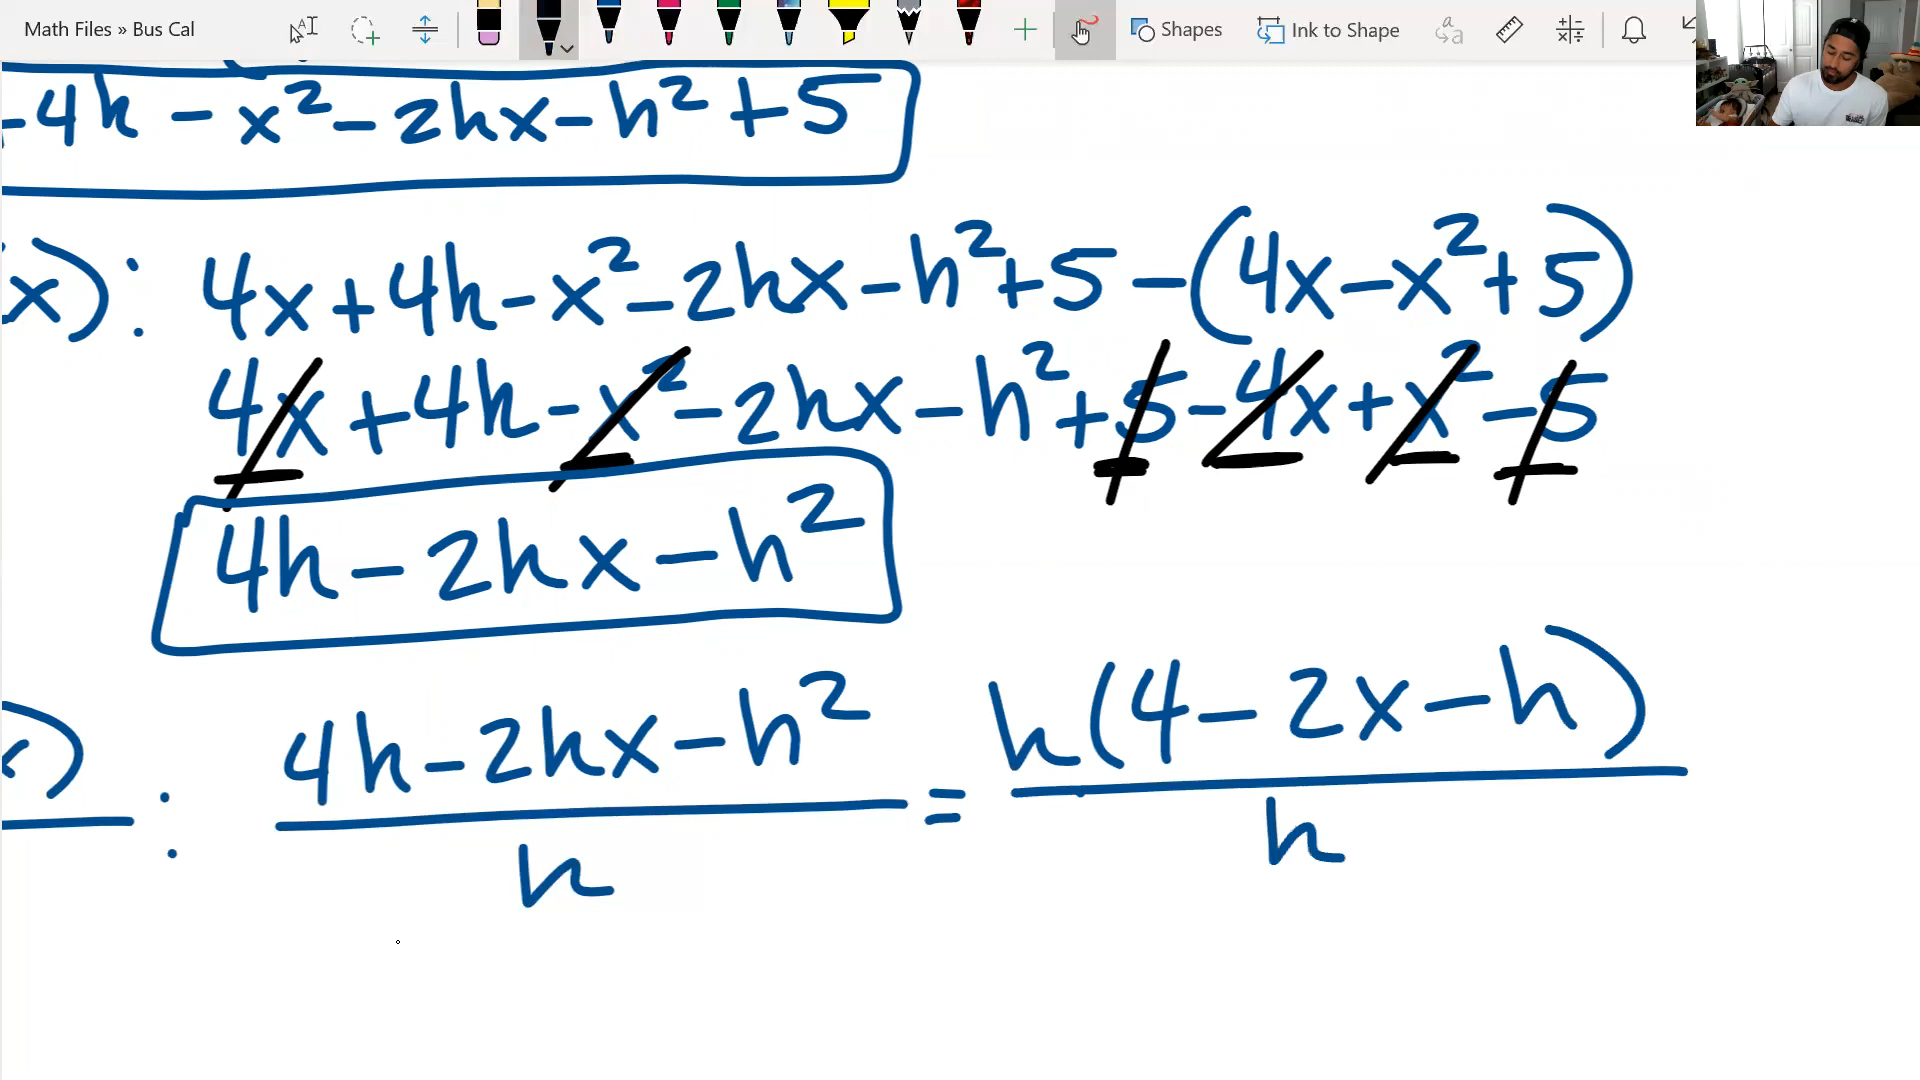 Math Files » Bus Cal
Shapes
Ink to Shape
-4h - x² - 2hx - h² + 5
x): 4x + 4h - x² - 2hx - h² + 5 - (4x - x² + 5)
4x + 4h - x² - 2hx - h² + 5 - 4x + x² - 5
4h - 2hx - h²
x) : 4h - 2hx - h² / h = h(4 - 2x - h) / h